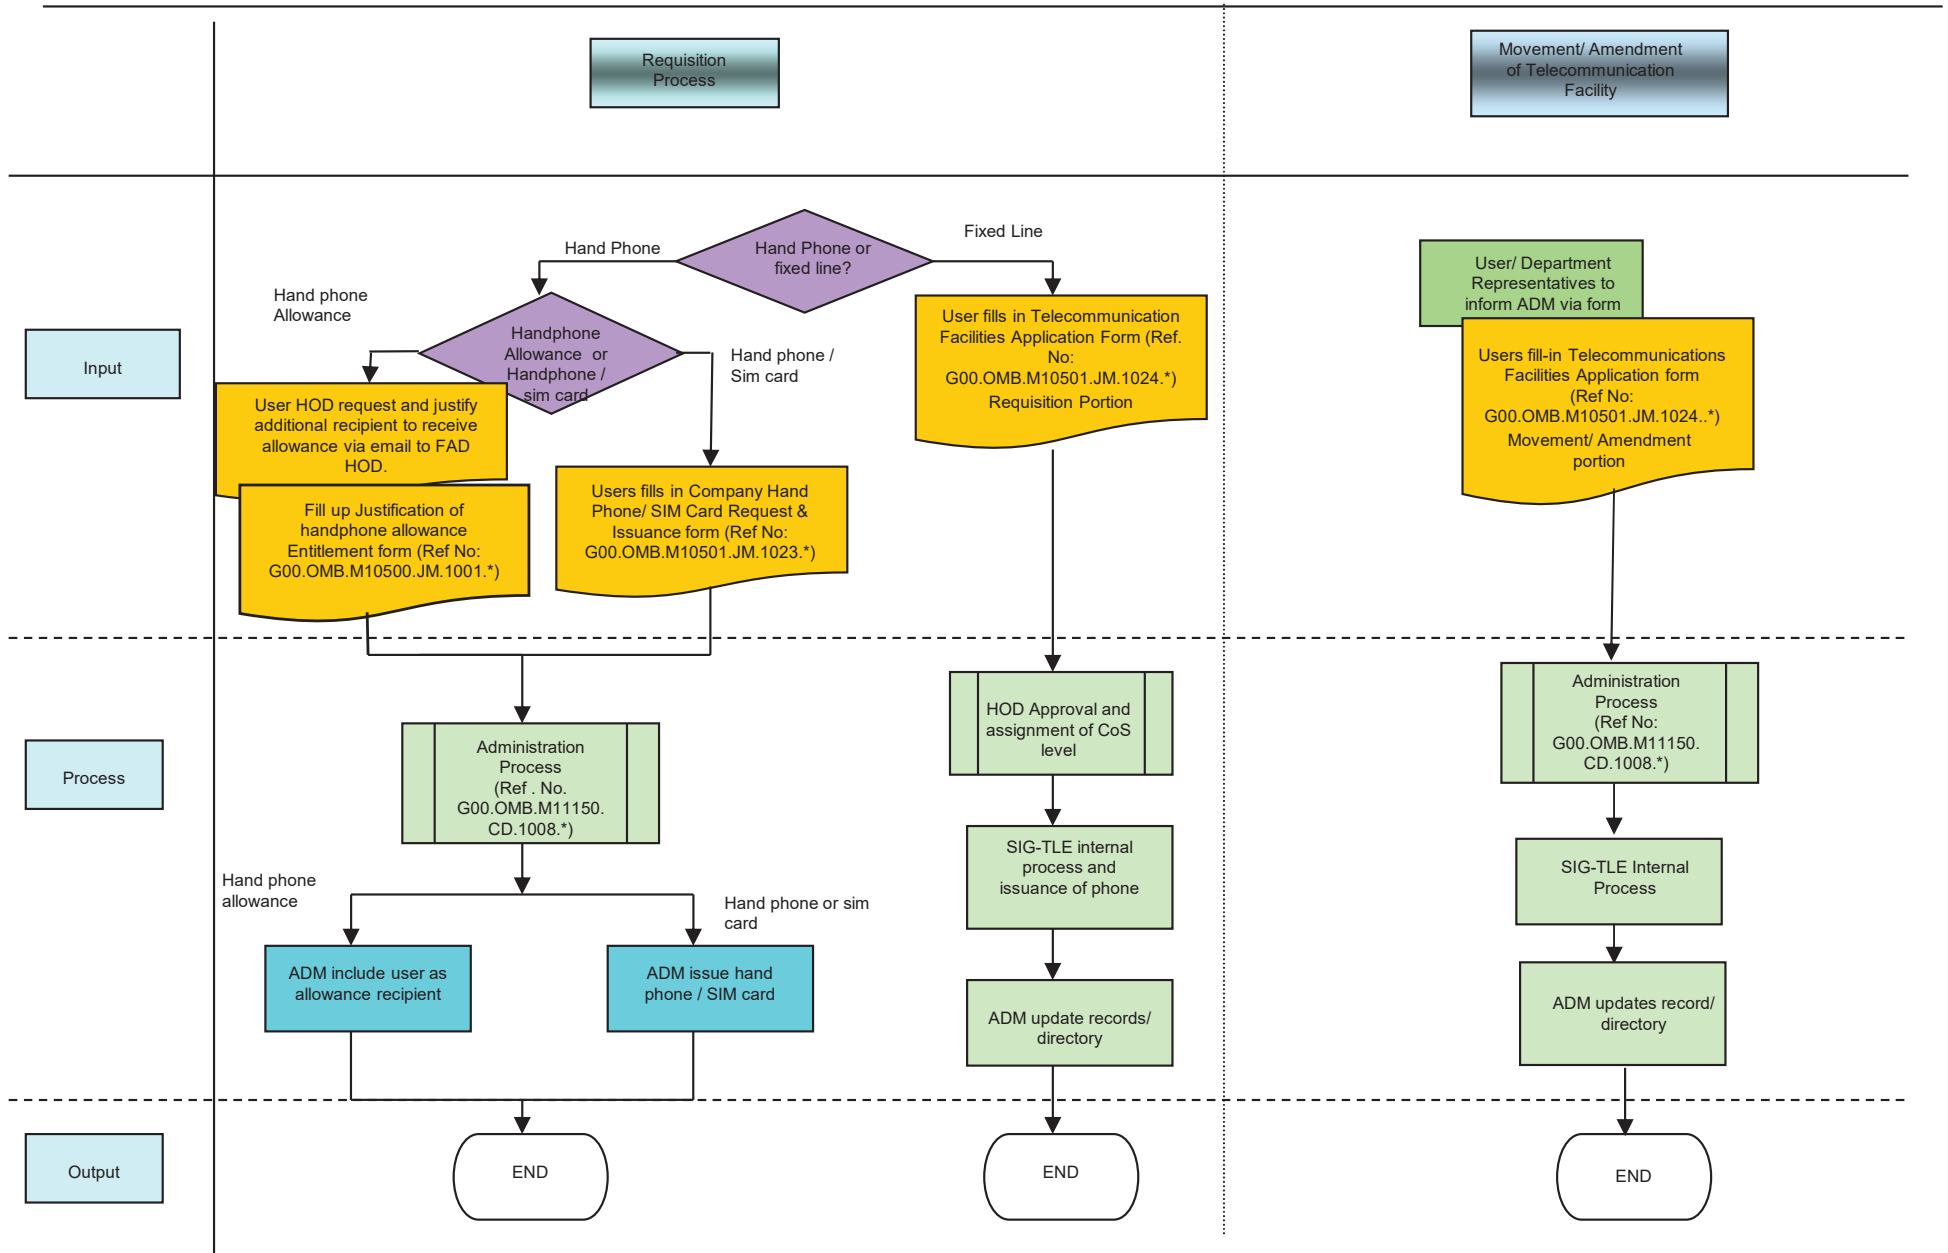 Requisition
Process
Movement/ Amendment
of Telecommunication
Facility
Input
Hand Phone or
fixed line?
Hand Phone
Fixed Line
Hand phone
Allowance
Handphone
Allowance or
Handphone /
sim card
Hand phone /
Sim card
User HOD request and justify
additional recipient to receive
allowance via email to FAD
HOD.
Fill up Justification of
handphone allowance
Entitlement form (Ref No:
G00.OMB.M10500.JM.1001.*)
Users fills in Company Hand
Phone/ SIM Card Request &
Issuance form (Ref No:
G00.OMB.M10501.JM.1023.*)
User fills in Telecommunication
Facilities Application Form (Ref.
No:
G00.OMB.M10501.JM.1024.*)
Requisition Portion
User/ Department
Representatives to
inform ADM via form
Users fill-in Telecommunications
Facilities Application form
(Ref No:
G00.OMB.M10501.JM.1024..*)
Movement/ Amendment
portion
Process
Administration
Process
(Ref . No.
G00.OMB.M11150.
CD.1008.*)
Hand phone
allowance
Hand phone or sim
card
ADM include user as
allowance recipient
ADM issue hand
phone / SIM card
HOD Approval and
assignment of CoS
level
SIG-TLE internal
process and
issuance of phone
ADM update records/
directory
Administration
Process
(Ref No:
G00.OMB.M11150.
CD.1008.*)
SIG-TLE Internal
Process
ADM updates record/
directory
Output
END
END
END